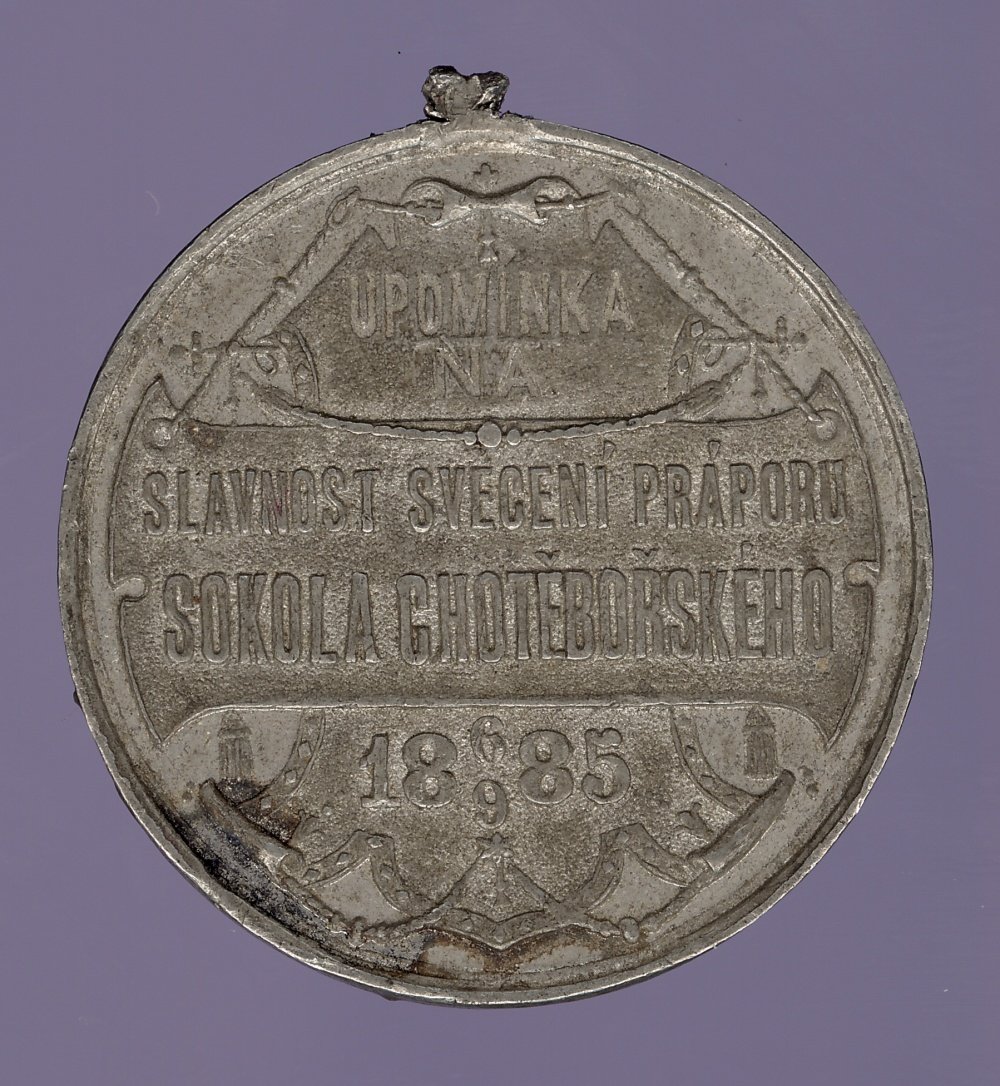 UPOMÍNKA
NA
SLAVNOST SVĚCENÍ PRÁPORU
SOKOLA CHOTĚBOŘSKÉHO
18 6/9 85